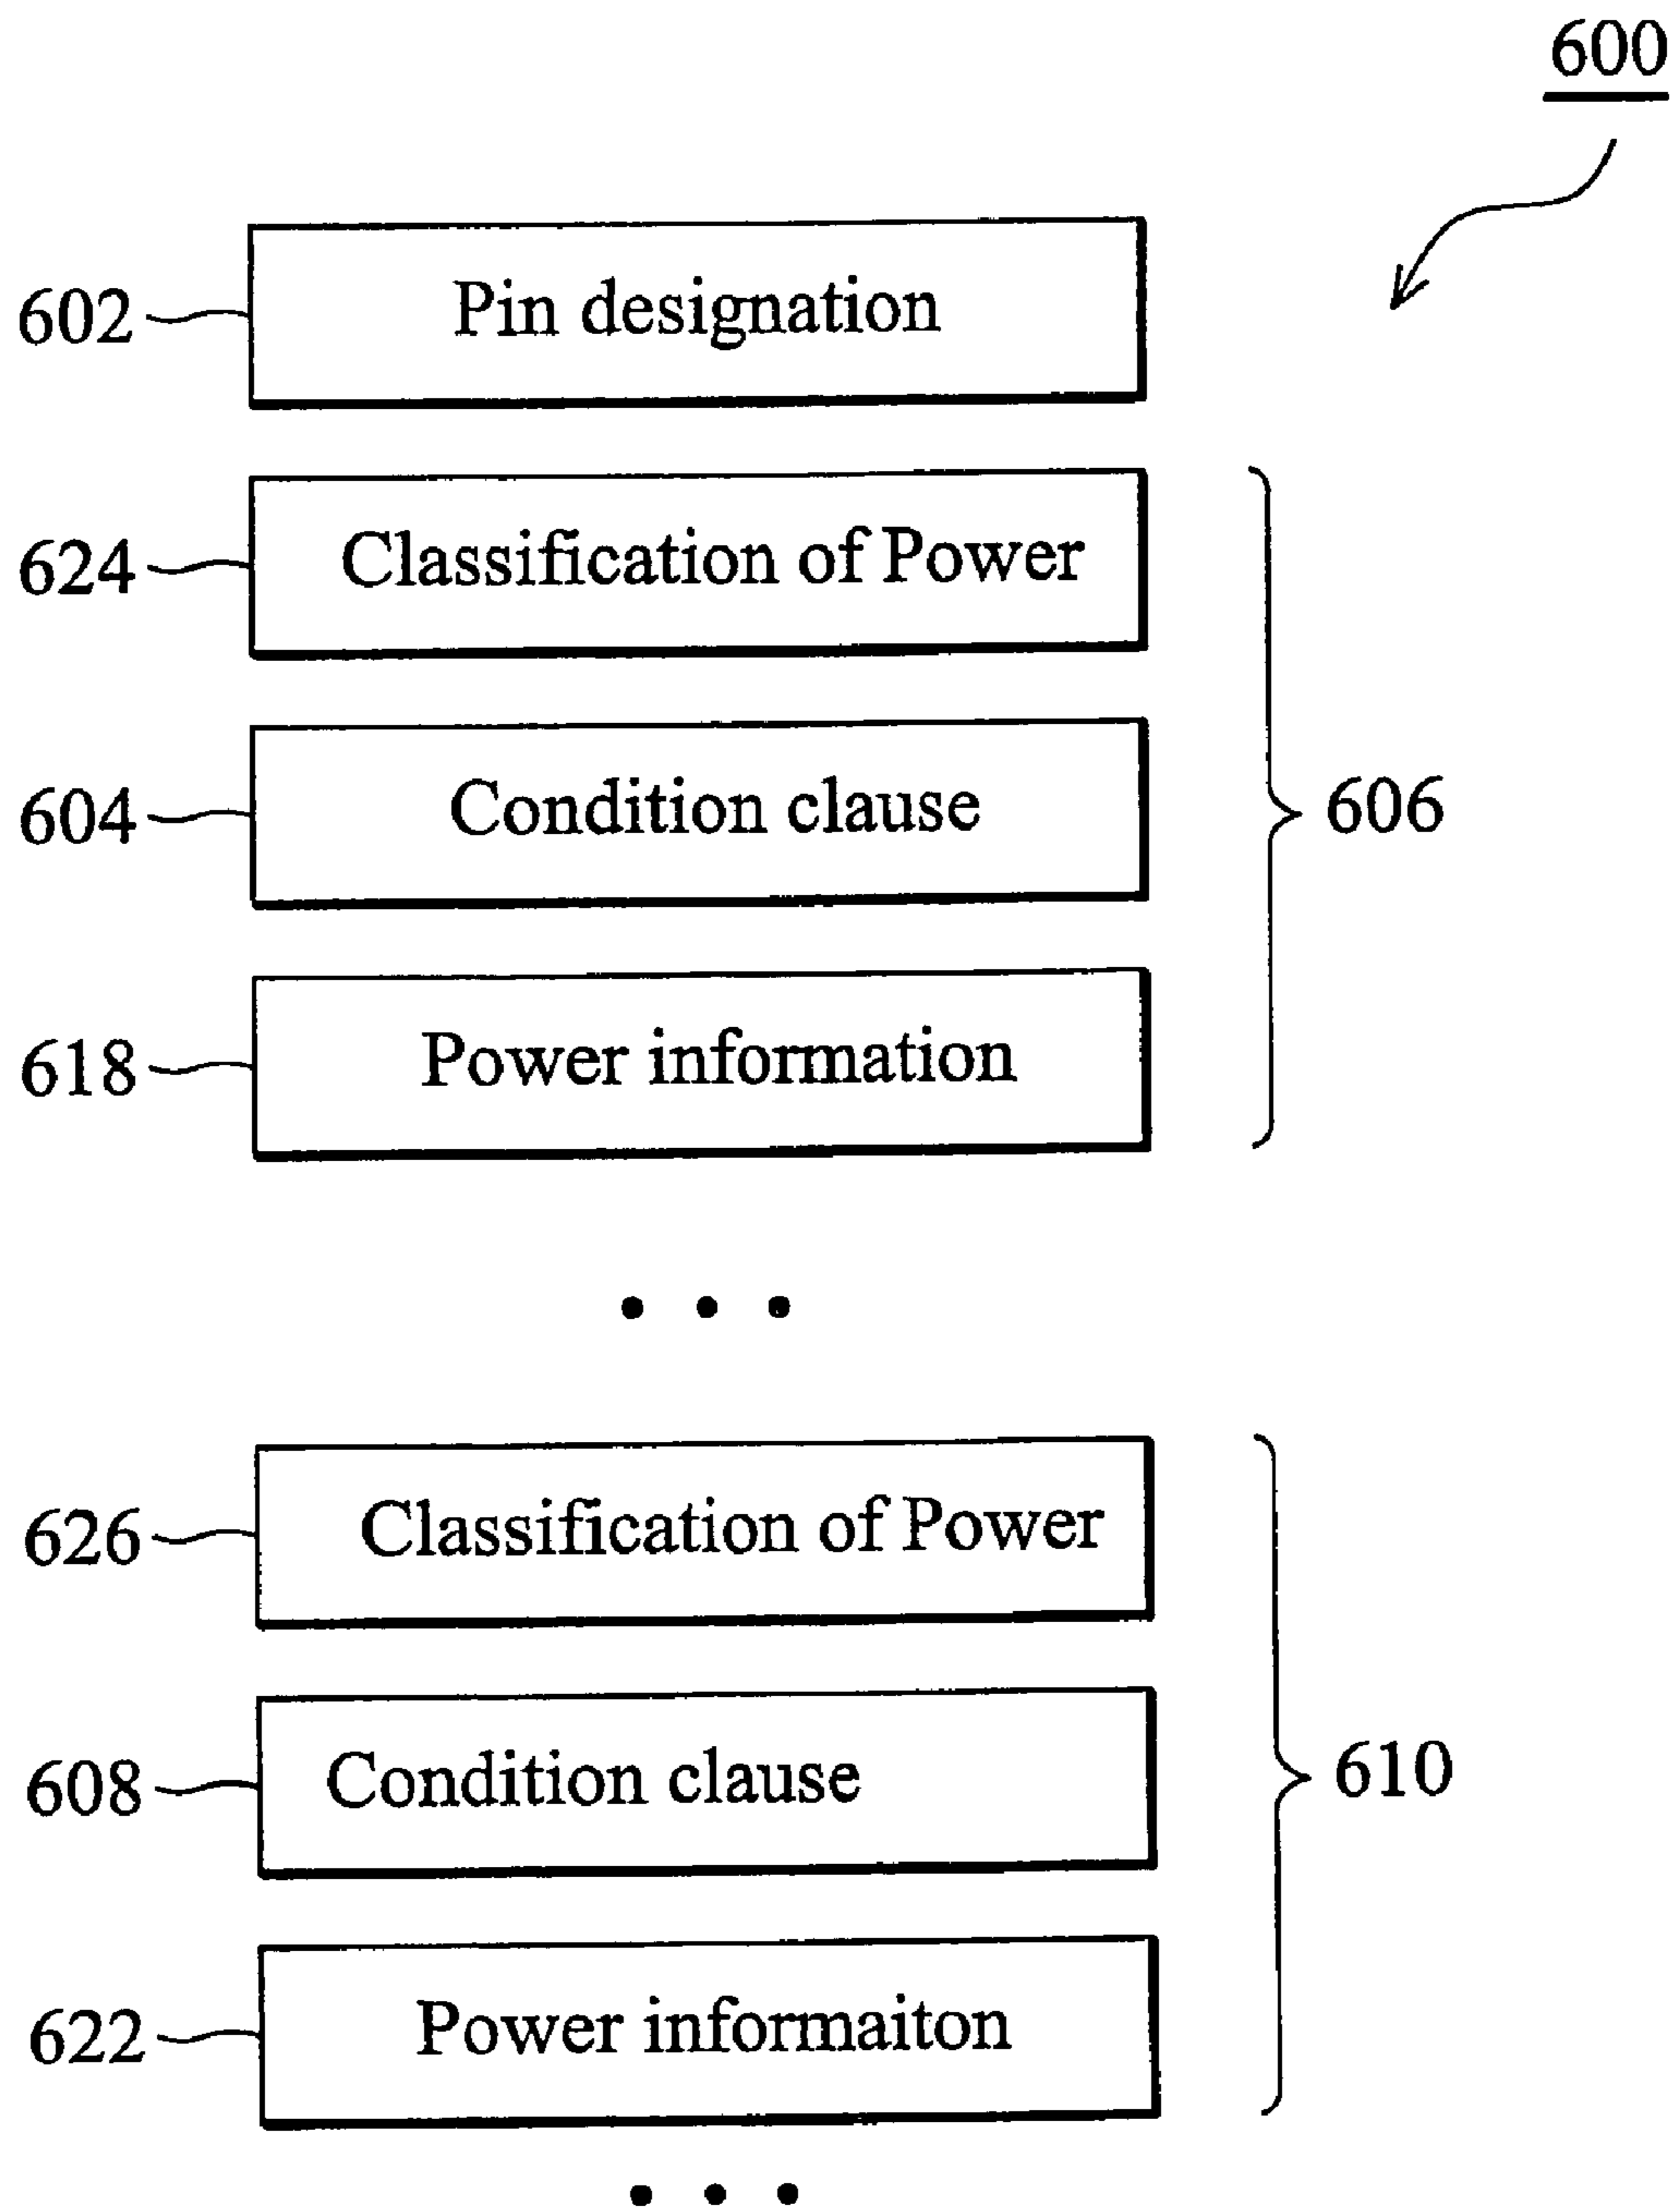 600
602 Pin designation
624 Classification of Power
604 Condition clause
606
618 Power information
• • •
626 Classification of Power
608 Condition clause
610
622 Power informaiton
• • •